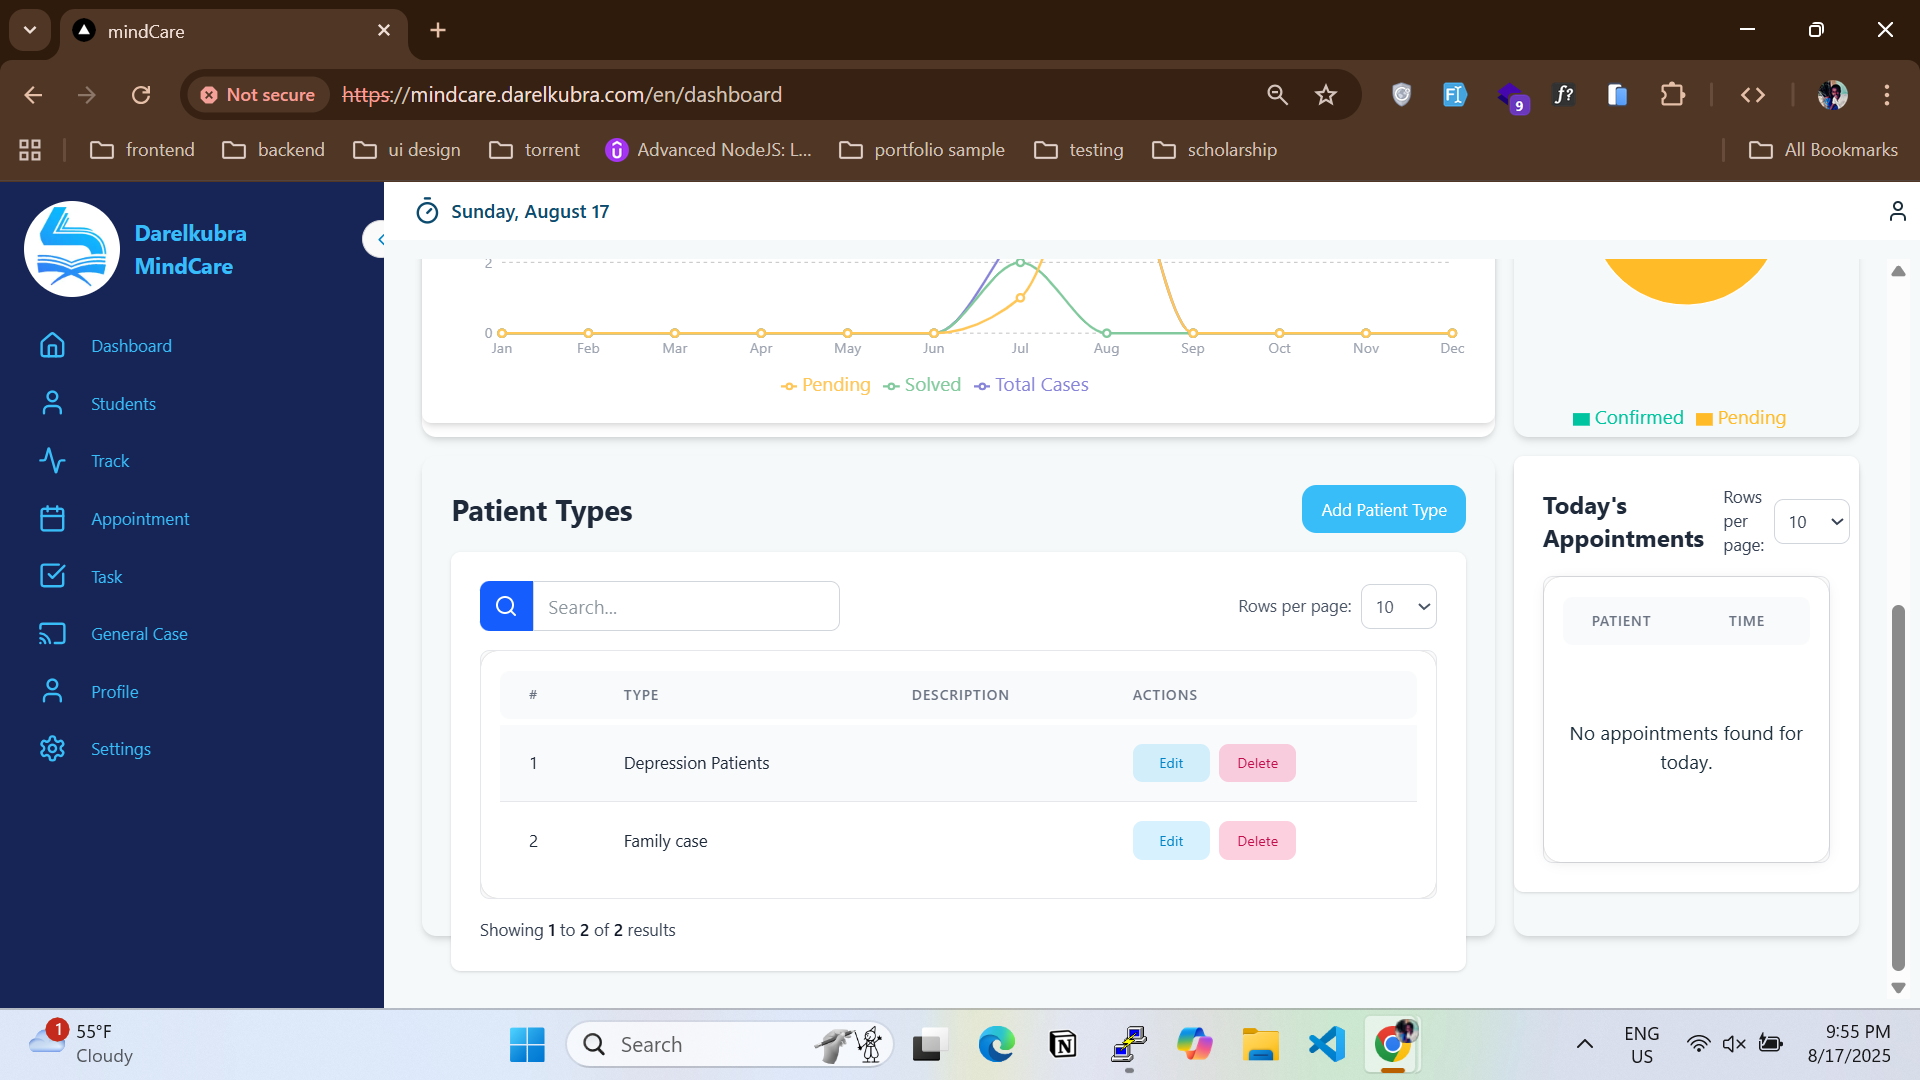 mindCare
Not secure
https://mindcare.darelkubra.com/en/dashboard
9
f?
frontend
backend
ui design
torrent
Advanced NodeJS: L...
portfolio sample
testing
scholarship
All Bookmarks
Darelkubra
MindCare
Sunday, August 17
Dashboard
Students
Track
Appointment
Task
General Case
Profile
Settings
2
0
Jan
Feb
Mar
Apr
May
Jun
Jul
Aug
Sep
Oct
Nov
Dec
Pending
Solved
Total Cases
Confirmed
Pending
Patient Types
Add Patient Type
Search...
Rows per page:
10
#
TYPE
DESCRIPTION
ACTIONS
1
Depression Patients
Edit
Delete
2
Family case
Edit
Delete
Showing 1 to 2 of 2 results
Today's
Appointments
Rows
per
page:
10
PATIENT
TIME
No appointments found for
today.
1
55°F
Cloudy
Search
ENG
US
9:55 PM
8/17/2025